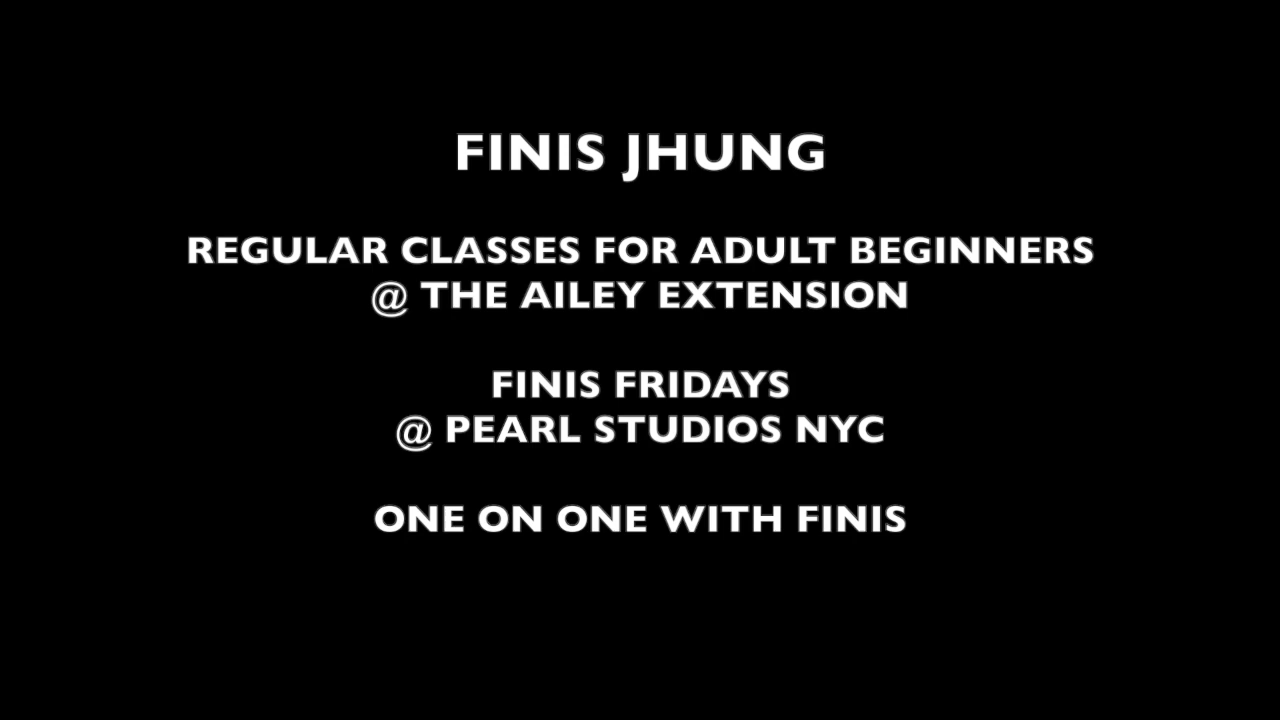 FINIS JHUNG
REGULAR CLASSES FOR ADULT BEGINNERS
@ THE AILEY EXTENSION
FINIS FRIDAYS
@ PEARL STUDIOS NYC
ONE ON ONE WITH FINIS